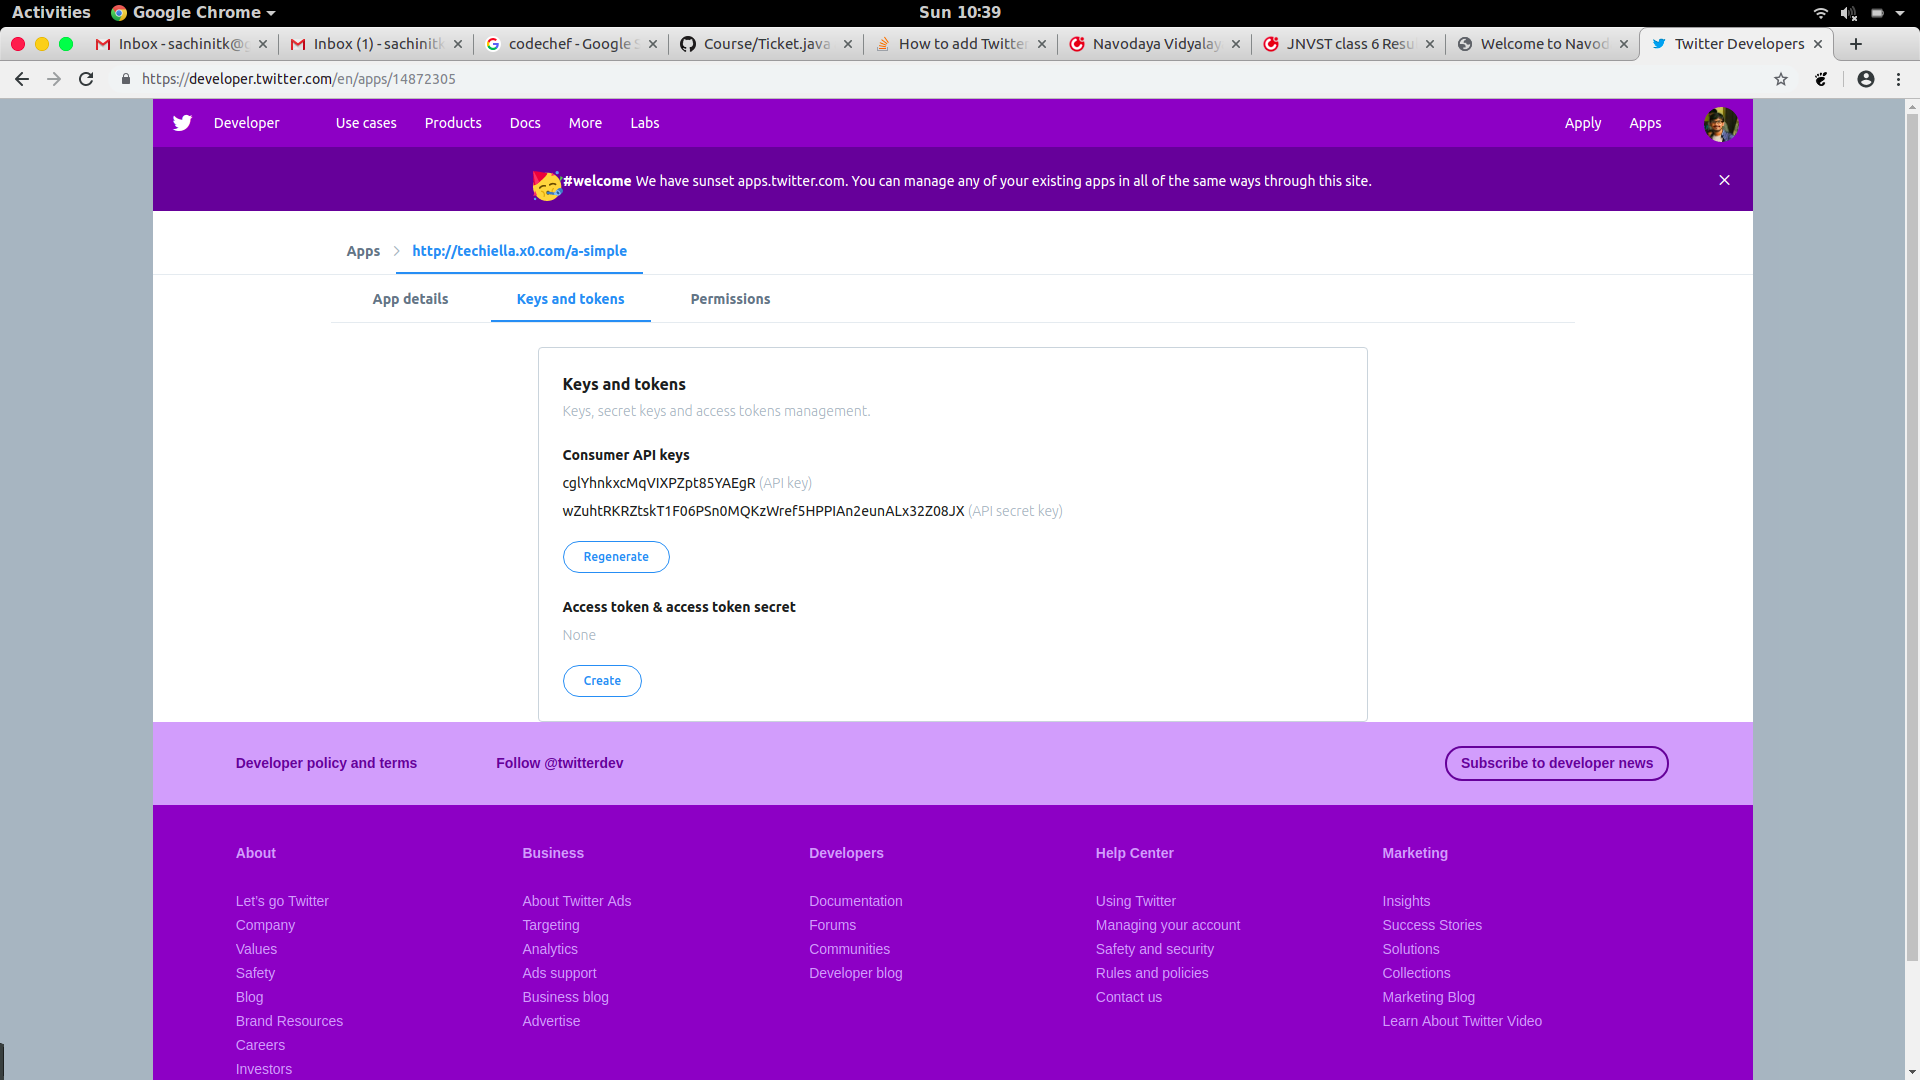 Activities Google Chrome Sun 10:39
Inbox - sachinitk@ Inbox (1) - sachinitk codechef - Google S Course/Ticket.java How to add Twitter Navodaya Vidyalay JNVST class 6 Resu Welcome to Navod Twitter Developers
https://developer.twitter.com/en/apps/14872305
Developer Use cases Products Docs More Labs Apply Apps
#welcome We have sunset apps.twitter.com. You can manage any of your existing apps in all of the same ways through this site.
Apps http://techiella.x0.com/a-simple
App details Keys and tokens Permissions
Keys and tokens
Keys, secret keys and access tokens management.
Consumer API keys
cglYhnkxcMqVIXPZpt85YAEgR (API key)
wZuhtRKRZtskT1F06PSn0MQKzWref5HPPIAn2eunALx32Z08JX (API secret key)
Regenerate
Access token & access token secret
None
Create
Developer policy and terms Follow @twitterdev Subscribe to developer news
About Business Developers Help Center Marketing
Let's go Twitter About Twitter Ads Documentation Using Twitter Insights
Company Targeting Forums Managing your account Success Stories
Values Analytics Communities Safety and security Solutions
Safety Ads support Developer blog Rules and policies Collections
Blog Business blog Contact us Marketing Blog
Brand Resources Advertise Learn About Twitter Video
Careers
Investors